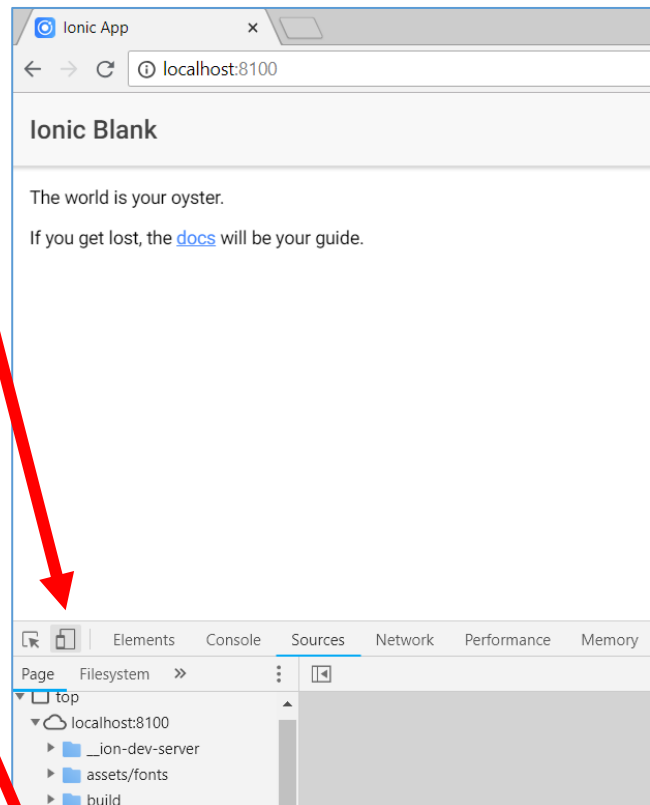 Ionic App
localhost:8100
Ionic Blank
The world is your oyster.
If you get lost, the docs will be your guide.
Elements Console Sources Network Performance Memory
Page Filesystem »
top
localhost:8100
__ion-dev-server
assets/fonts
build